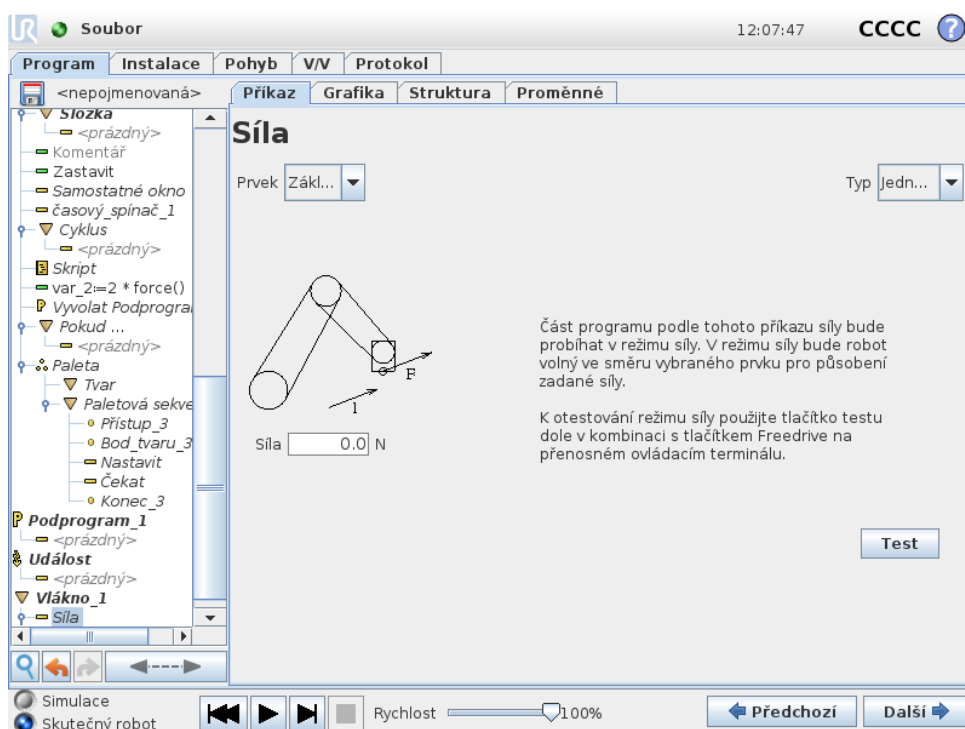 UR Soubor 12:07:47 CCCC ?
Program Instalace Pohyb V/V Protokol
<nepojmenovaná> Příkaz Grafika Struktura Proměnné
Složka
<prázdný>
Komentář
Zastavit
Samostatné okno
časový_spínač_1
Cyklus
<prázdný>
Skript
var_2≔2 * force()
P Vyvolat Podprogra
Pokud ...
<prázdný>
Paleta
Tvar
Paletová sekve
Přístup_3
Bod_tvaru_3
Nastavit
Čekat
Konec_3
P Podprogram_1
<prázdný>
Událost
<prázdný>
Vlákno_1
Síla
Síla
Prvek Zákl... Typ Jedn...
F
1
Síla 0.0 N
Část programu podle tohoto příkazu síly bude
probíhat v režimu síly. V režimu síly bude robot
volný ve směru vybraného prvku pro působení
zadané síly.
K otestování režimu síly použijte tlačítko testu
dole v kombinaci s tlačítkem Freedrive na
přenosném ovládacím terminálu.
Test
Simulace
Skutečný robot
Rychlost 100%
Předchozí Další